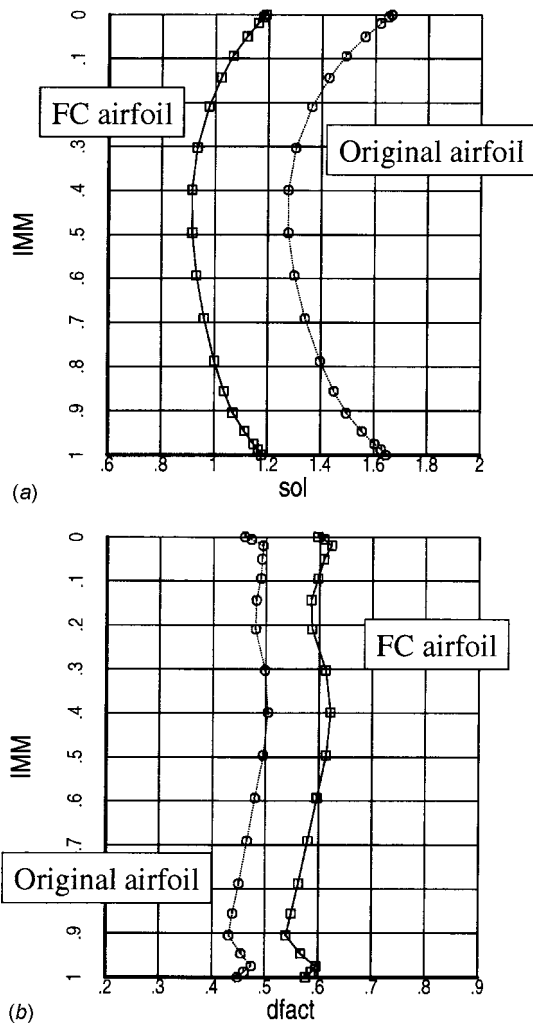 0
.1
FC airfoil
.3
Original airfoil
.4
IMM
.5
.6
.7
.8
.9
1
.6 .8 1 1.2 1.4 1.6 1.8 2
(a) sol
0
.1
.2
FC airfoil
.3
.4
IMM
.5
.6
.7
Original airfoil
.8
.9
1
.2 .3 .4 .5 .6 .7 .8 .9
(b) dfact